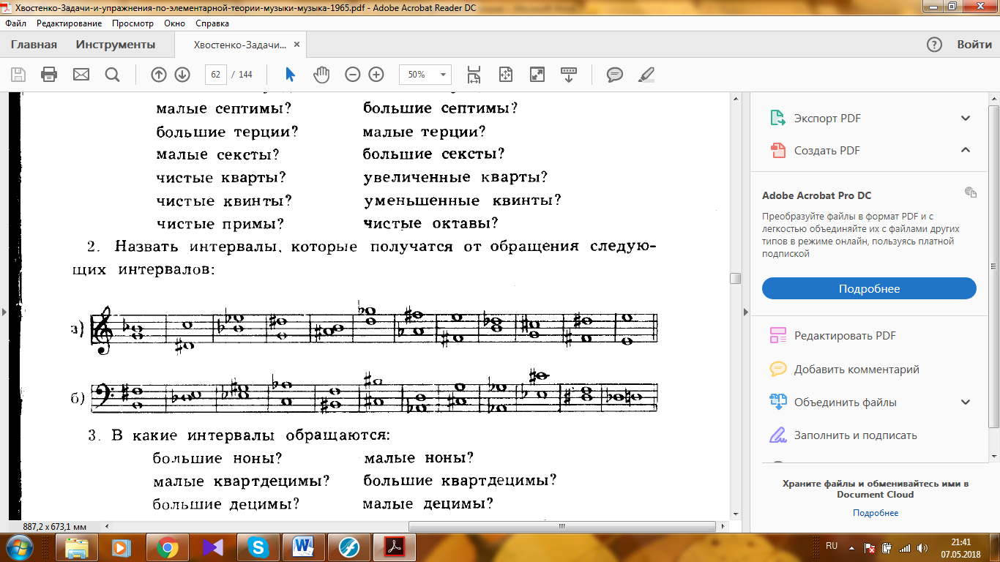 Хвостенко-Задачи-и-упражнения-по-элементарной-теории-музыки-музыка-1965.pdf - Adobe Acrobat Reader DC
Файл Редактирование Просмотр Окно Справка
Главная Инструменты Хвостенко-Задачи... × Войти
62 / 144 50%
малые септимы? большие септимы?
большие терции? малые терции?
малые сексты? большие сексты?
чистые кварты? увеличенные кварты?
чистые квинты? уменьшенные квинты?
чистые примы? чистые октавы?
2. Назвать интервалы, которые получатся от обращения следую-
щих интервалов:
а)
б)
3. В какие интервалы обращаются:
большие ноны? малые ноны?
малые квартдецимы? большие квартдецимы?
большие децимы? малые децимы?
887,2 x 673,1 мм
Экспорт PDF
Создать PDF
Adobe Acrobat Pro DC
Преобразуйте файлы в формат PDF и с
легкостью объединяйте их с файлами других
типов в режиме онлайн, пользуясь платной
подпиской
Подробнее
Редактировать PDF
Добавить комментарий
Объединить файлы
Заполнить и подписать
Храните файлы и обменивайтесь ими в
Document Cloud
Подробнее
RU 21:41
07.05.2018